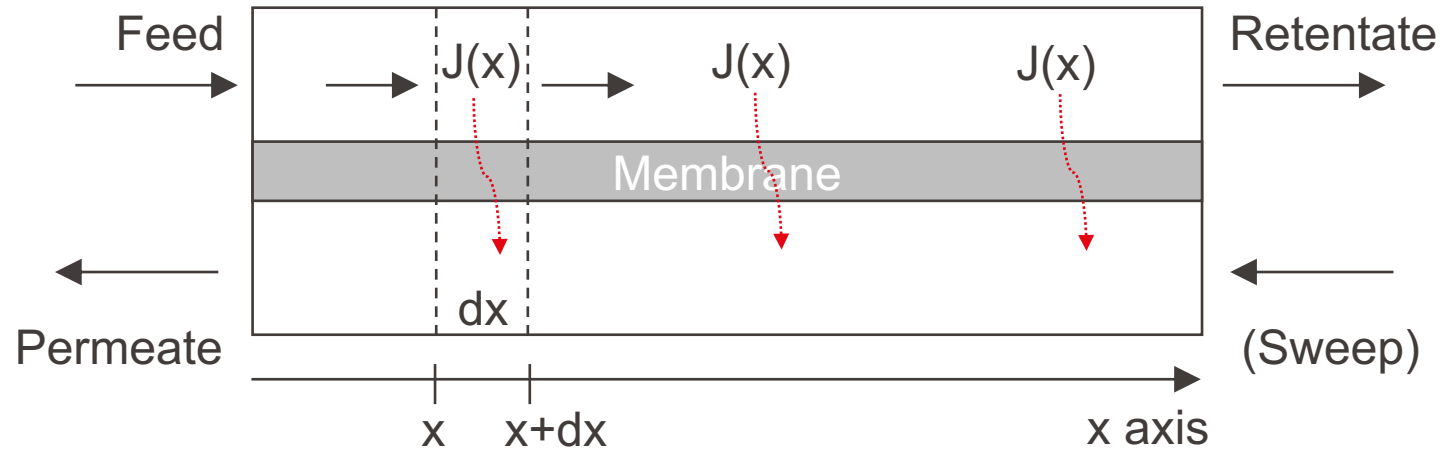 Feed
J(x)
J(x)
J(x)
Retentate
Membrane
dx
Permeate
(Sweep)
x
x+dx
x axis